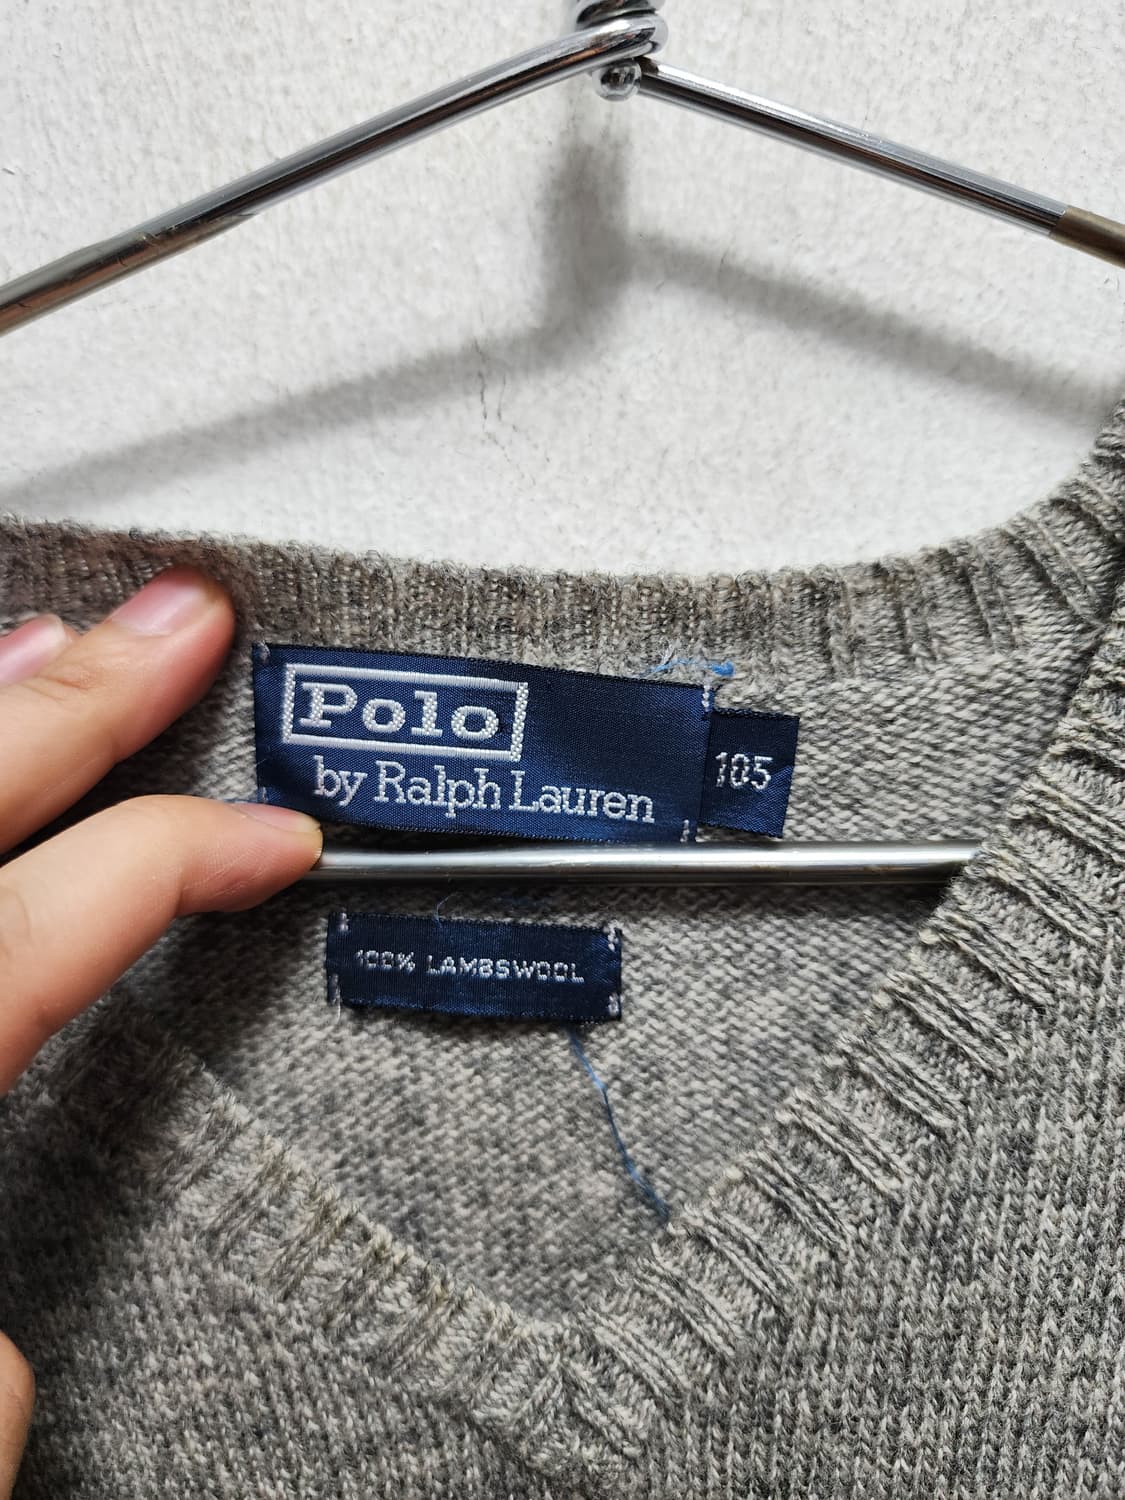 Polo
by Ralph Lauren
105
100% LAMBSWOOL